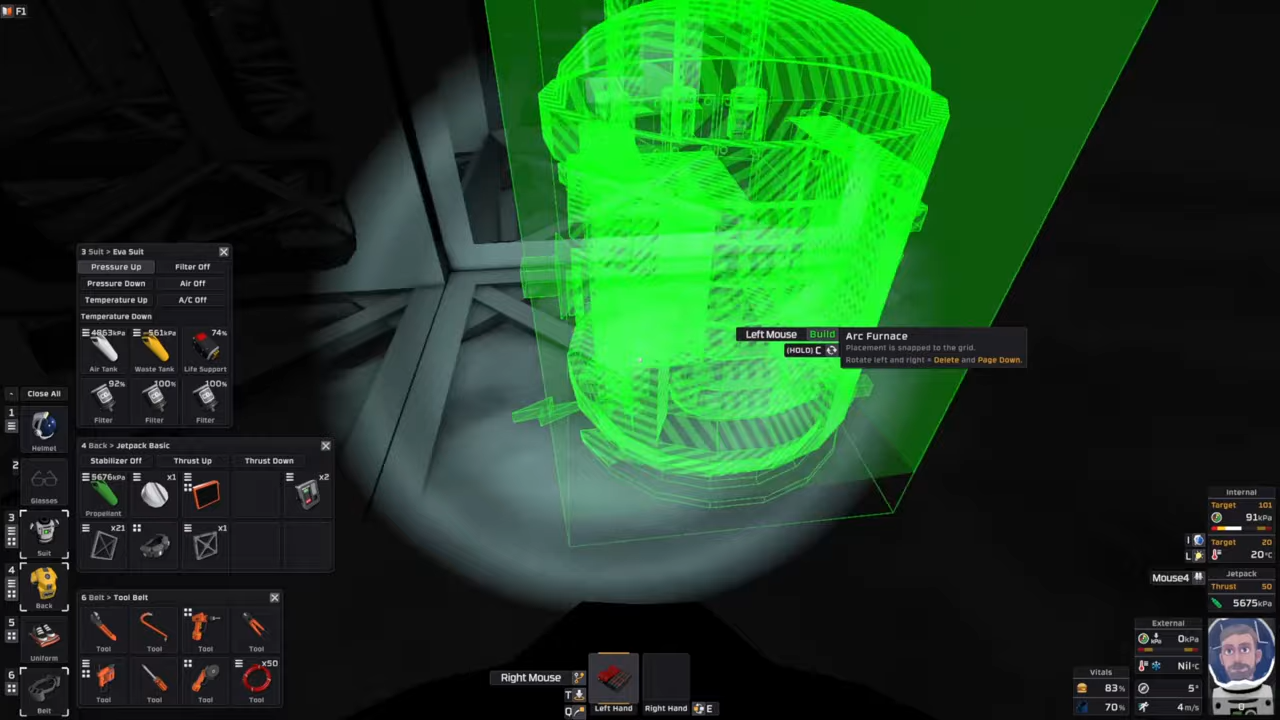 F1
3 Suit > Eva Suit
Pressure Up
Filter Off
Pressure Down
Air Off
Temperature Up
A/C Off
Temperature Down
4863kPa
561kPa
74%
Air Tank
Waste Tank
Life Support
92%
100%
100%
Filter
Filter
Filter
Close All
1
Helmet
2
Glasses
3
Suit
4
Back
5
Uniform
6
Belt
4 Back > Jetpack Basic
Stabilizer Off
Thrust Up
Thrust Down
5676kPa
x1
x2
Propellant
x21
x1
6 Belt > Tool Belt
Tool
Tool
Tool
Tool
x50
Tool
Tool
Tool
Tool
Left Mouse Build
(HOLD) C
Arc Furnace
Placement is snapped to the grid.
Rotate left and right = Delete and Page Down.
Right Mouse
T
Q
Left Hand
Right Hand
E
Internal
Target 101
91kPa
Target 20
20°C
I
L
Jetpack
Mouse4
Thrust 50
5675kPa
External
kPa
0kPa
Nil°C
5°
4m/s
Vitals
83%
70%
0